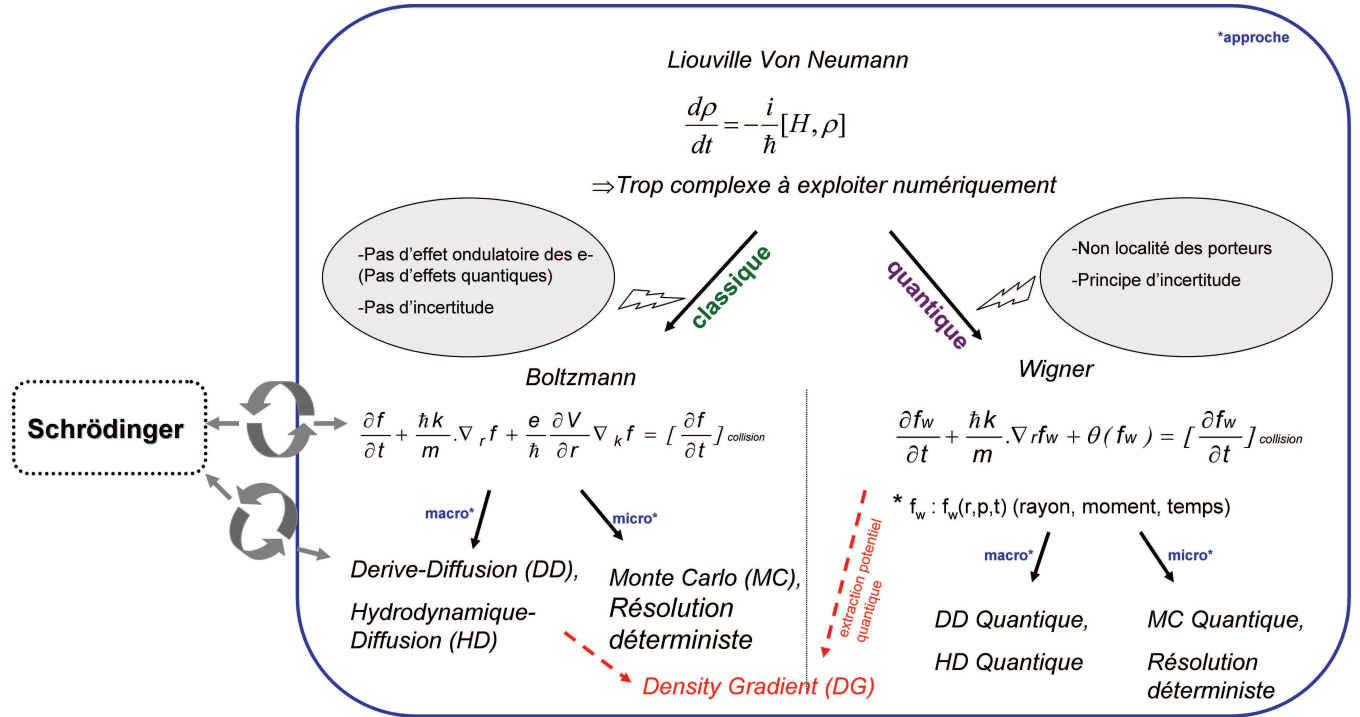 *approche
Liouville Von Neumann
dρ/dt = -i/ħ [H, ρ]
⇒Trop complexe à exploiter numériquement
-Pas d'effet ondulatoire des e-
(Pas d'effets quantiques)
-Pas d'incertitude
classique
quantique
-Non localité des porteurs
-Principe d'incertitude
Boltzmann
Wigner
Schrödinger
∂f/∂t + ħk/m .∇r f + e/ħ ∂V/∂r ∇k f = [∂f/∂t] collision
∂fw/∂t + ħk/m .∇r fw + θ(fw) = [∂fw/∂t] collision
* fw : fw(r,p,t) (rayon, moment, temps)
macro*
micro*
Derive-Diffusion (DD),
Hydrodynamique-
Diffusion (HD)
Monte Carlo (MC),
Résolution
déterministe
extraction potentiel
quantique
Density Gradient (DG)
macro*
micro*
DD Quantique,
HD Quantique
MC Quantique,
Résolution
déterministe